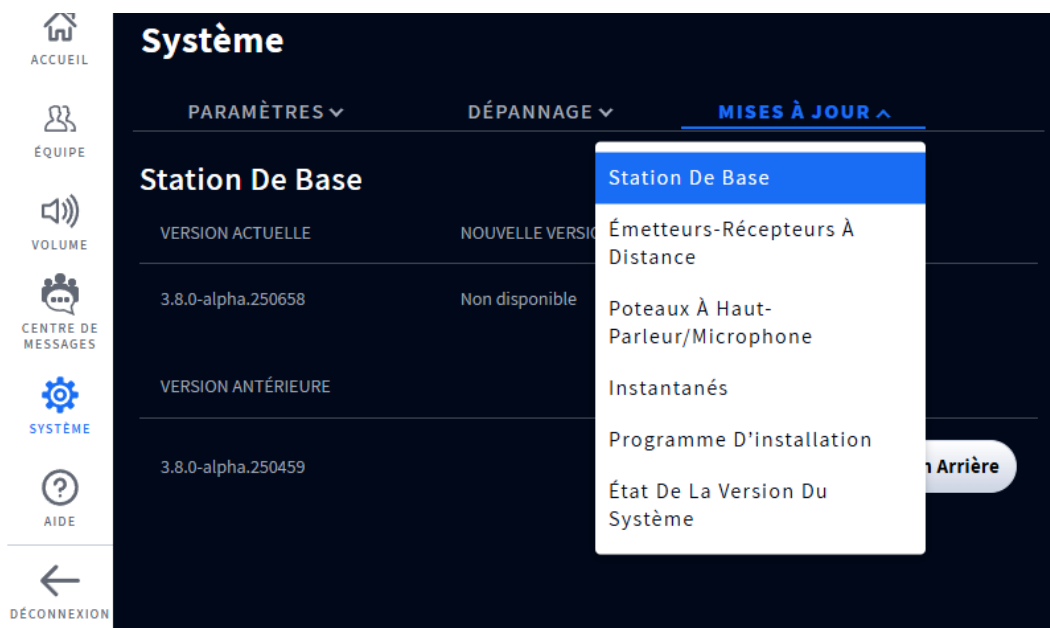 ACCUEIL
ÉQUIPE
VOLUME
CENTRE DE
MESSAGES
SYSTÈME
AIDE
DÉCONNEXION
Système
PARAMÈTRES
DÉPANNAGE
MISES À JOUR
Station De Base
VERSION ACTUELLE
NOUVELLE
3.8.0-alpha.250658
Non disponible
VERSION ANTÉRIEURE
3.8.0-alpha.250459
Arrière
Station De Base
Émetteurs-Récepteurs À
Distance
Poteaux À Haut-
Parleur/Microphone
Instantanés
Programme D'installation
État De La Version Du
Système